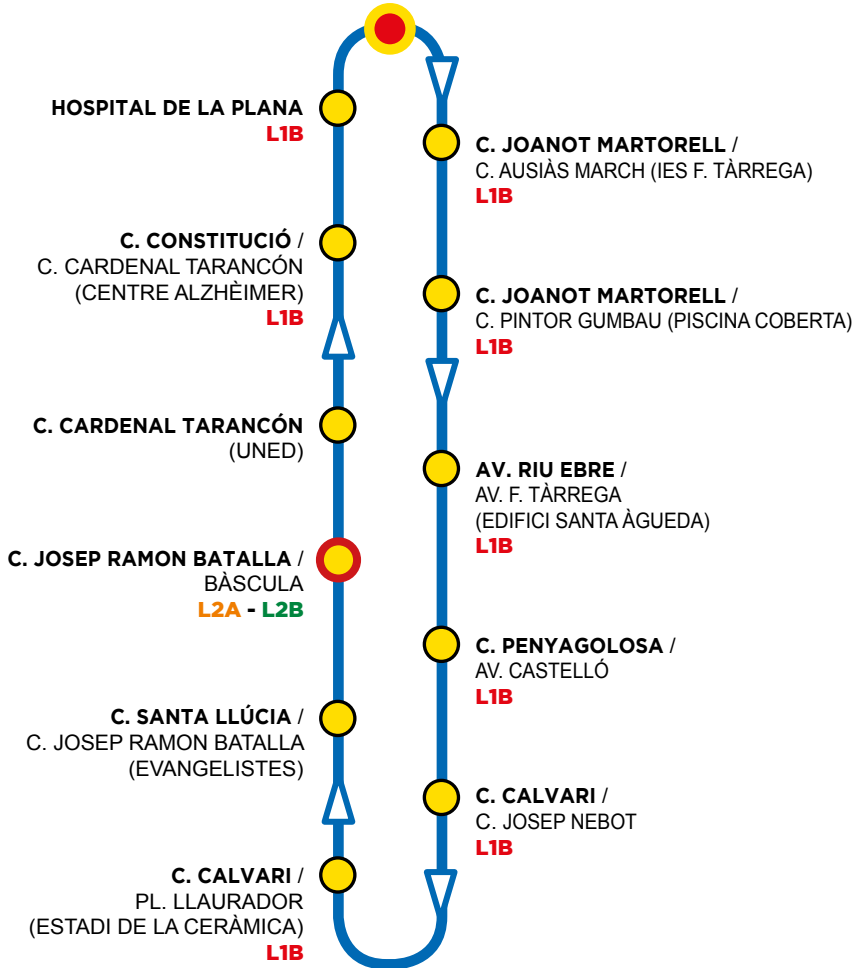 HOSPITAL DE LA PLANA
L1B
C. CONSTITUCIÓ /
C. CARDENAL TARANCÓN
(CENTRE ALZHÈIMER)
L1B
C. CARDENAL TARANCÓN
(UNED)
C. JOSEP RAMON BATALLA /
BÀSCULA
L2A - L2B
C. SANTA LLÚCIA /
C. JOSEP RAMON BATALLA
(EVANGELISTES)
C. CALVARI /
PL. LLAURADOR
(ESTADI DE LA CERÀMICA)
L1B
C. JOANOT MARTORELL /
C. AUSIÀS MARCH (IES F. TÀRREGA)
L1B
C. JOANOT MARTORELL /
C. PINTOR GUMBAU (PISCINA COBERTA)
L1B
AV. RIU EBRE /
AV. F. TÀRREGA
(EDIFICI SANTA ÀGUEDA)
L1B
C. PENYAGOLOSA /
AV. CASTELLÓ
L1B
C. CALVARI /
C. JOSEP NEBOT
L1B